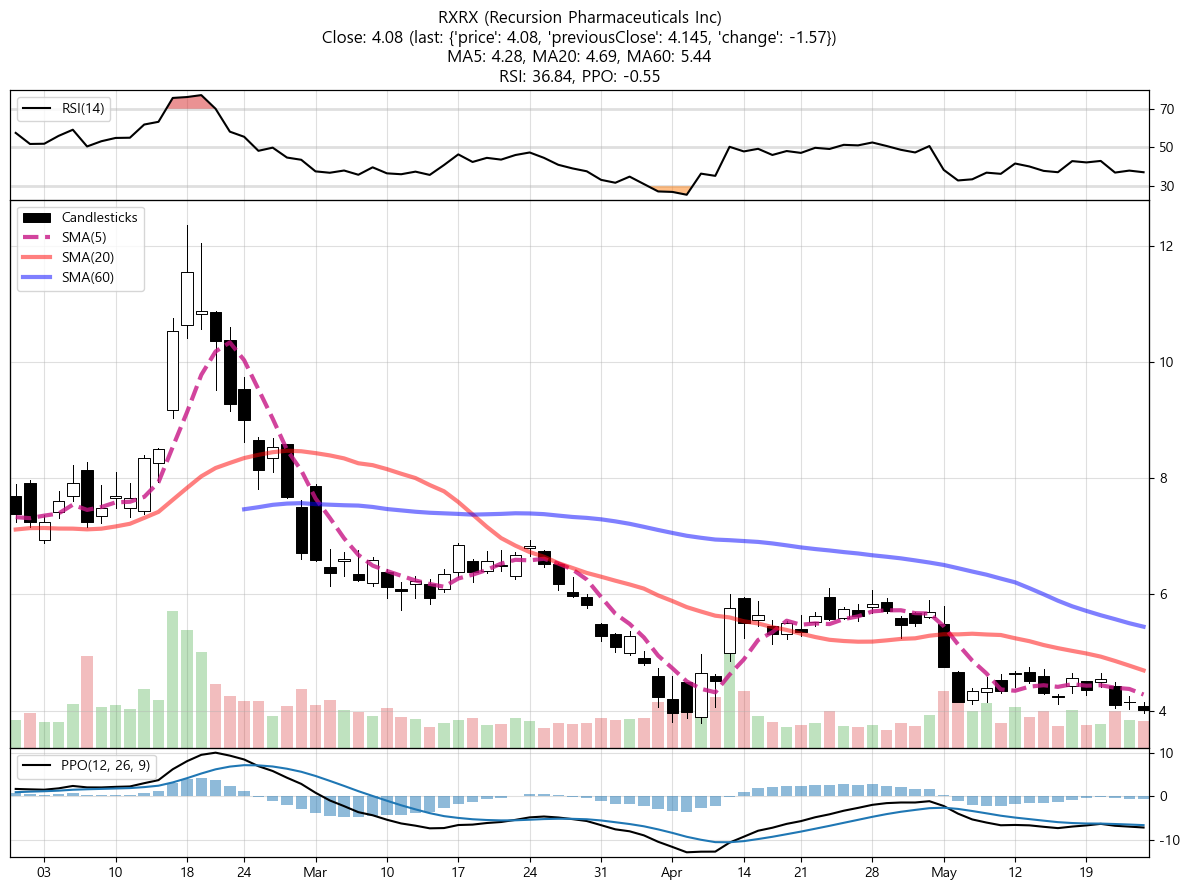 RXRX (Recursion Pharmaceuticals Inc)
Close: 4.08 (last: {'price': 4.08, 'previousClose': 4.145, 'change': -1.57})
MA5: 4.28, MA20: 4.69, MA60: 5.44
RSI: 36.84, PPO: -0.55
RSI(14)
70
50
30
Candlesticks
SMA(5)
SMA(20)
SMA(60)
12
10
8
6
4
PPO(12, 26, 9)
10
0
-10
03 10 18 24 Mar 10 17 24 31 Apr 14 21 28 May 12 19